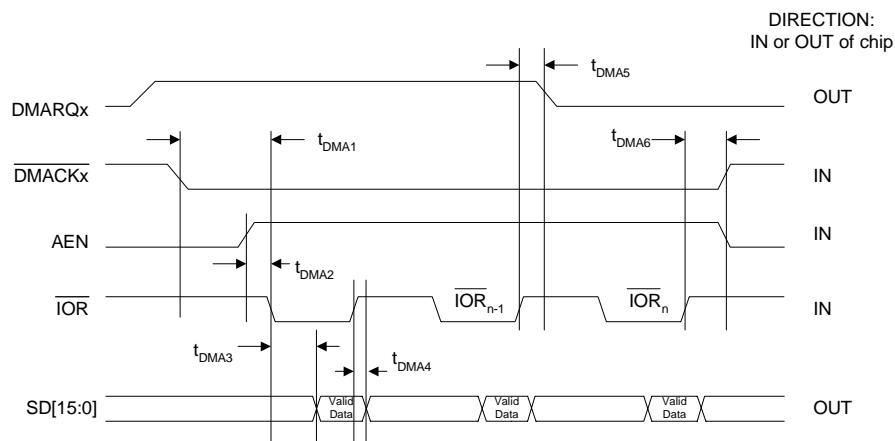 DIRECTION:
IN or OUT of chip
DMARQx
tDMA5
OUT
tDMA1
tDMA6
DMACKx
IN
AEN
IN
tDMA2
IOR
IORn-1
IORn
IN
tDMA3
tDMA4
SD[15:0]
Valid
Data
Valid
Data
Valid
Data
OUT